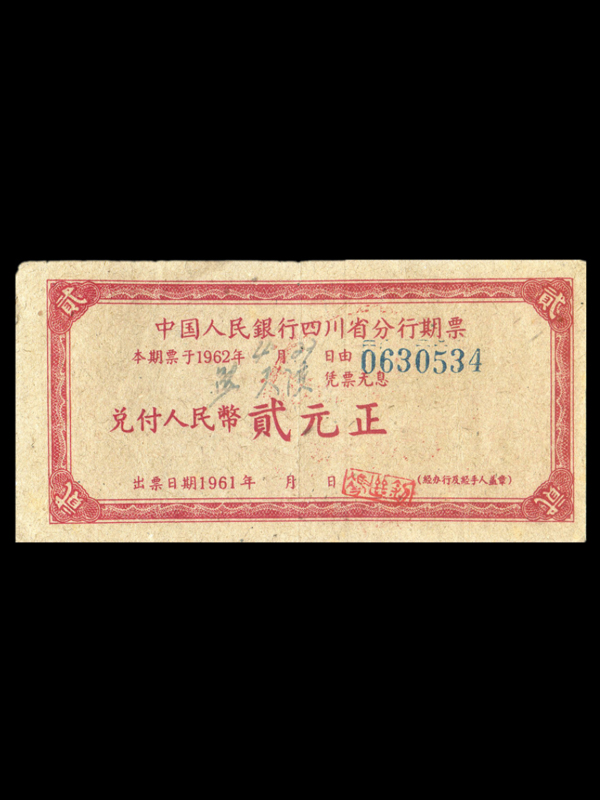 贰 贰
中国人民銀行四川省分行期票
本期票于1962年 4 月 29 日由
0630534
凭票无息
兑付人民幣貳元正
出票日期1961年 月 日 (經办行及經手人盖章)
贰 贰